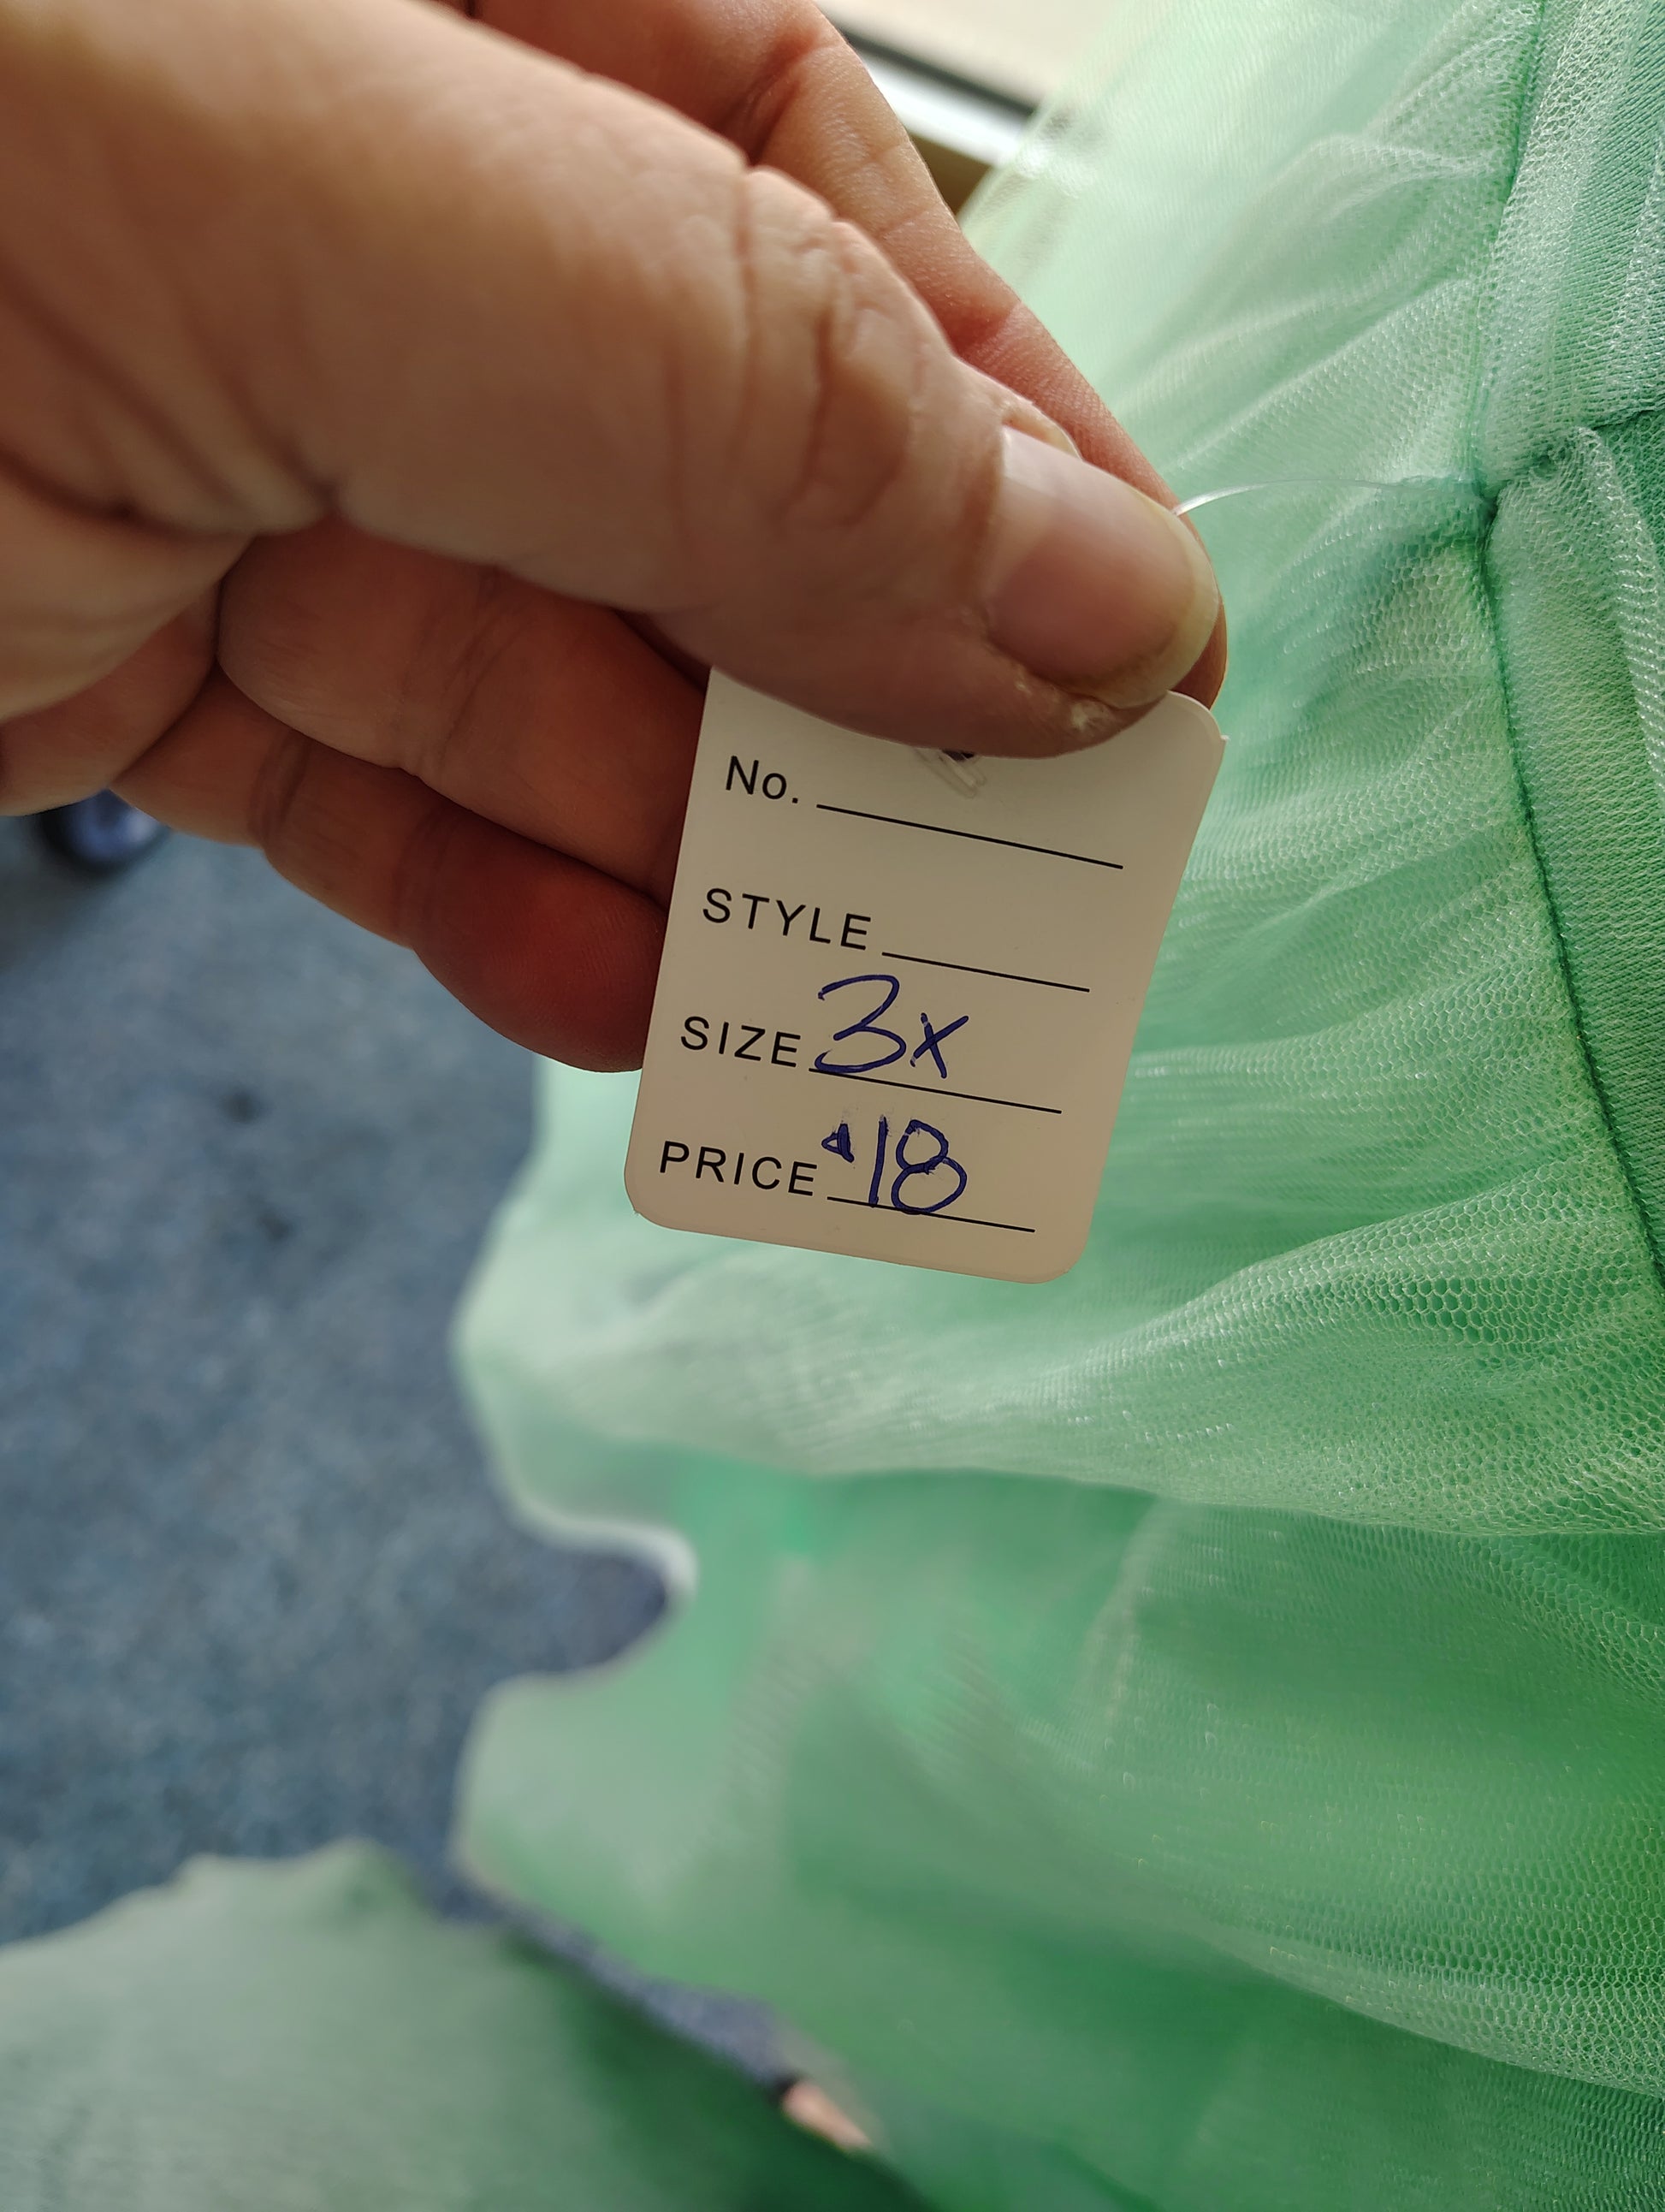 No.
STYLE
SIZE 3x
PRICE $18